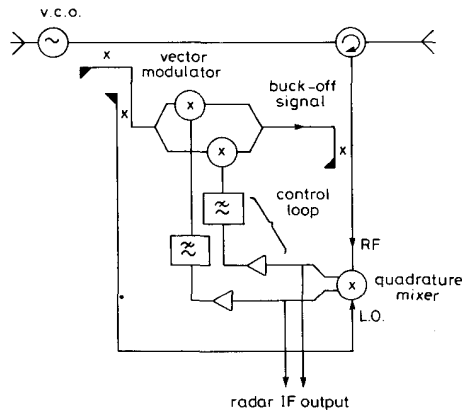 v.c.o.
vector
modulator
buck-off
signal
control
loop
RF
quadrature
mixer
L.O.
radar IF output